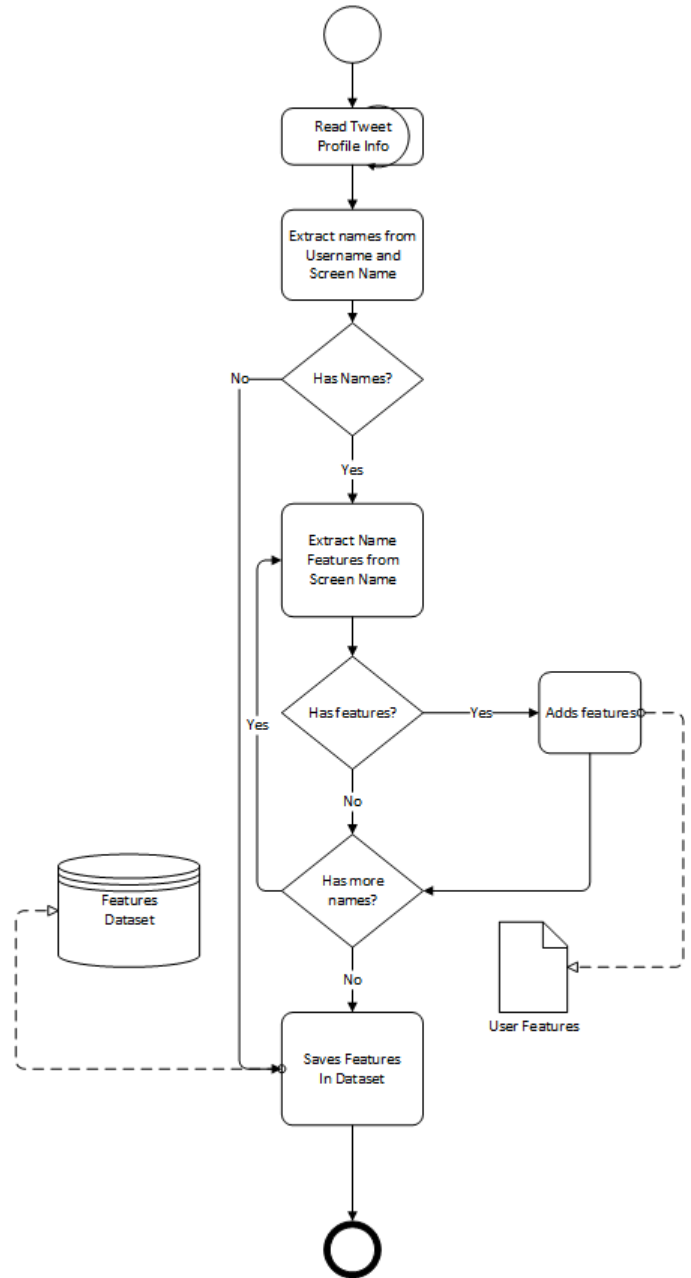 Read Tweet
Profile Info
Extract names from
Username and
Screen Name
No
Has Names?
Yes
Extract Name
Features from
Screen Name
Yes
Has features?
Yes
Adds features
No
Features
Dataset
Has more
names?
No
User Features
Saves Features
In Dataset